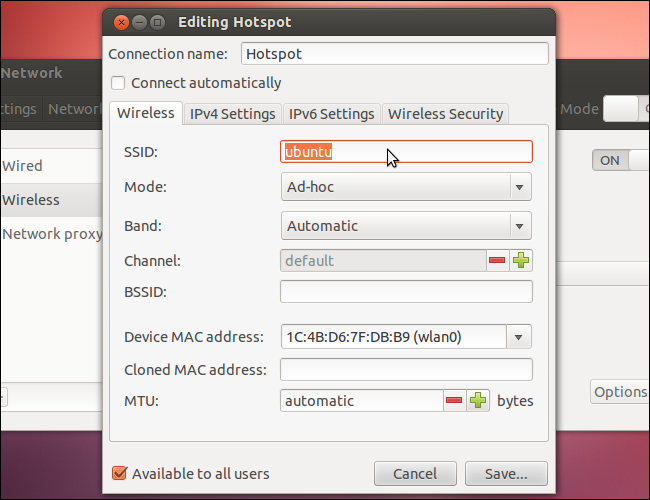 Editing Hotspot
Connection name: Hotspot
Connect automatically
Network
ttings Network
Mode
Wireless IPv4 Settings IPv6 Settings Wireless Security
SSID: ubuntu
ON
Wired
Mode: Ad-hoc
Wireless
Band: Automatic
Network proxy
Channel: default
BSSID:
Device MAC address: 1C:4B:D6:7F:DB:B9 (wlan0)
Cloned MAC address:
Options
MTU: automatic bytes
Available to all users Cancel Save...